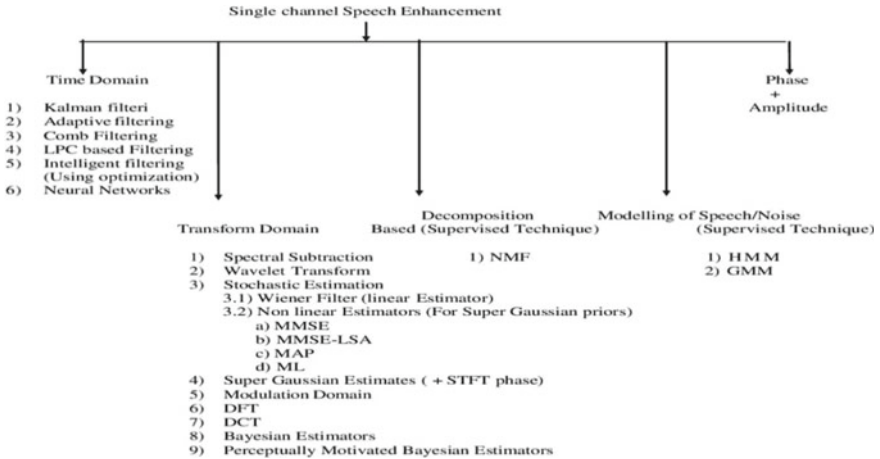 Single channel Speech Enhancement
Time Domain
1) Kalman filteri
2) Adaptive filtering
3) Comb Filtering
4) LPC based Filtering
5) Intelligent filtering
(Using optimization)
6) Neural Networks
Phase
+
Amplitude
Transform Domain
1) Spectral Subtraction
2) Wavelet Transform
3) Stochastic Estimation
3.1) Wiener Filter (linear Estimator)
3.2) Non linear Estimators (For Super Gaussian priors)
a) MMSE
b) MMSE-LSA
c) MAP
d) ML
4) Super Gaussian Estimates ( + STFT phase)
5) Modulation Domain
6) DFT
7) DCT
8) Bayesian Estimators
9) Perceptually Motivated Bayesian Estimators
Decomposition
Based (Supervised Technique)
1) NMF
Modelling of Speech/Noise
(Supervised Technique)
1) HMM
2) GMM